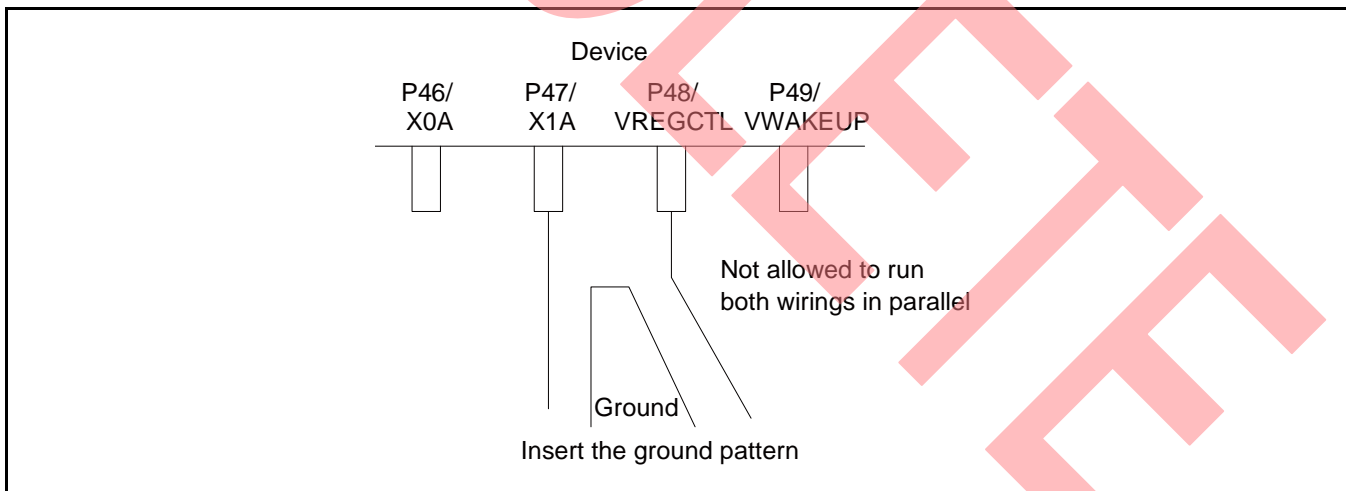 Device
P46/ P47/ P48/ P49/
X0A X1A VREGCTL VWAKEUP
Not allowed to run
both wirings in parallel
Ground
Insert the ground pattern
LETE